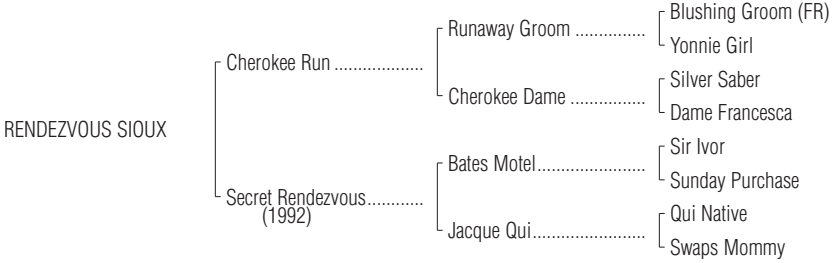 Blushing Groom (FR)
Runaway Groom ...............
Yonnie Girl
Cherokee Run ...................
Silver Saber
Cherokee Dame ................
Dame Francesca
RENDEZVOUS SIOUX
Sir Ivor
Bates Motel.......................
Sunday Purchase
Secret Rendezvous............
(1992)
Qui Native
Jacque Qui........................
Swaps Mommy